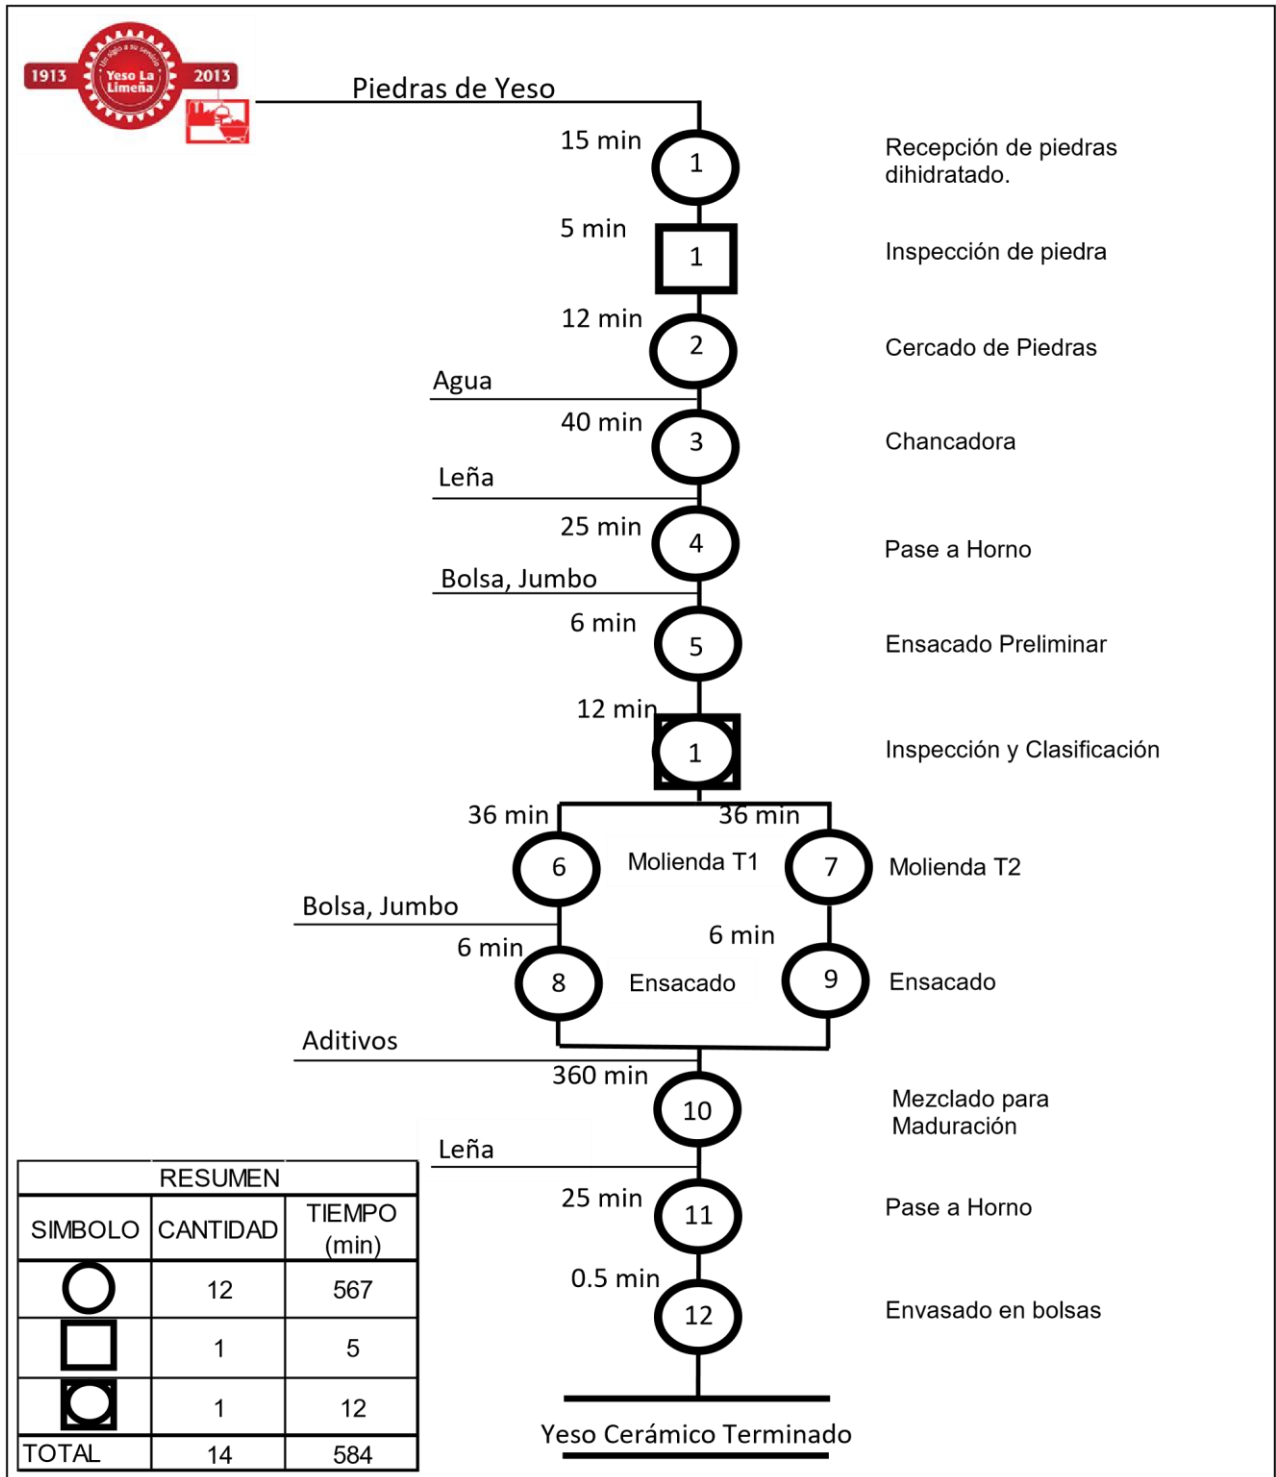 1913
Un siglo a su servicio
2013
Yeso La
Limeña
Piedras de Yeso
15 min
1
Recepción de piedras
dihidratado.
5 min
1
Inspección de piedra
12 min
2
Cercado de Piedras
Agua
40 min
3
Chancadora
Leña
25 min
4
Pase a Horno
Bolsa, Jumbo
6 min
5
Ensacado Preliminar
12 min
1
Inspección y Clasificación
36 min
36 min
6
Molienda T1
7
Molienda T2
Bolsa, Jumbo
6 min
6 min
8
Ensacado
9
Ensacado
Aditivos
360 min
10
Mezclado para
Maduración
Leña
25 min
11
Pase a Horno
0.5 min
12
Envasado en bolsas
Yeso Cerámico Terminado
RESUMEN
SIMBOLO CANTIDAD TIEMPO
(min)
12 567
1 5
1 12
TOTAL 14 584